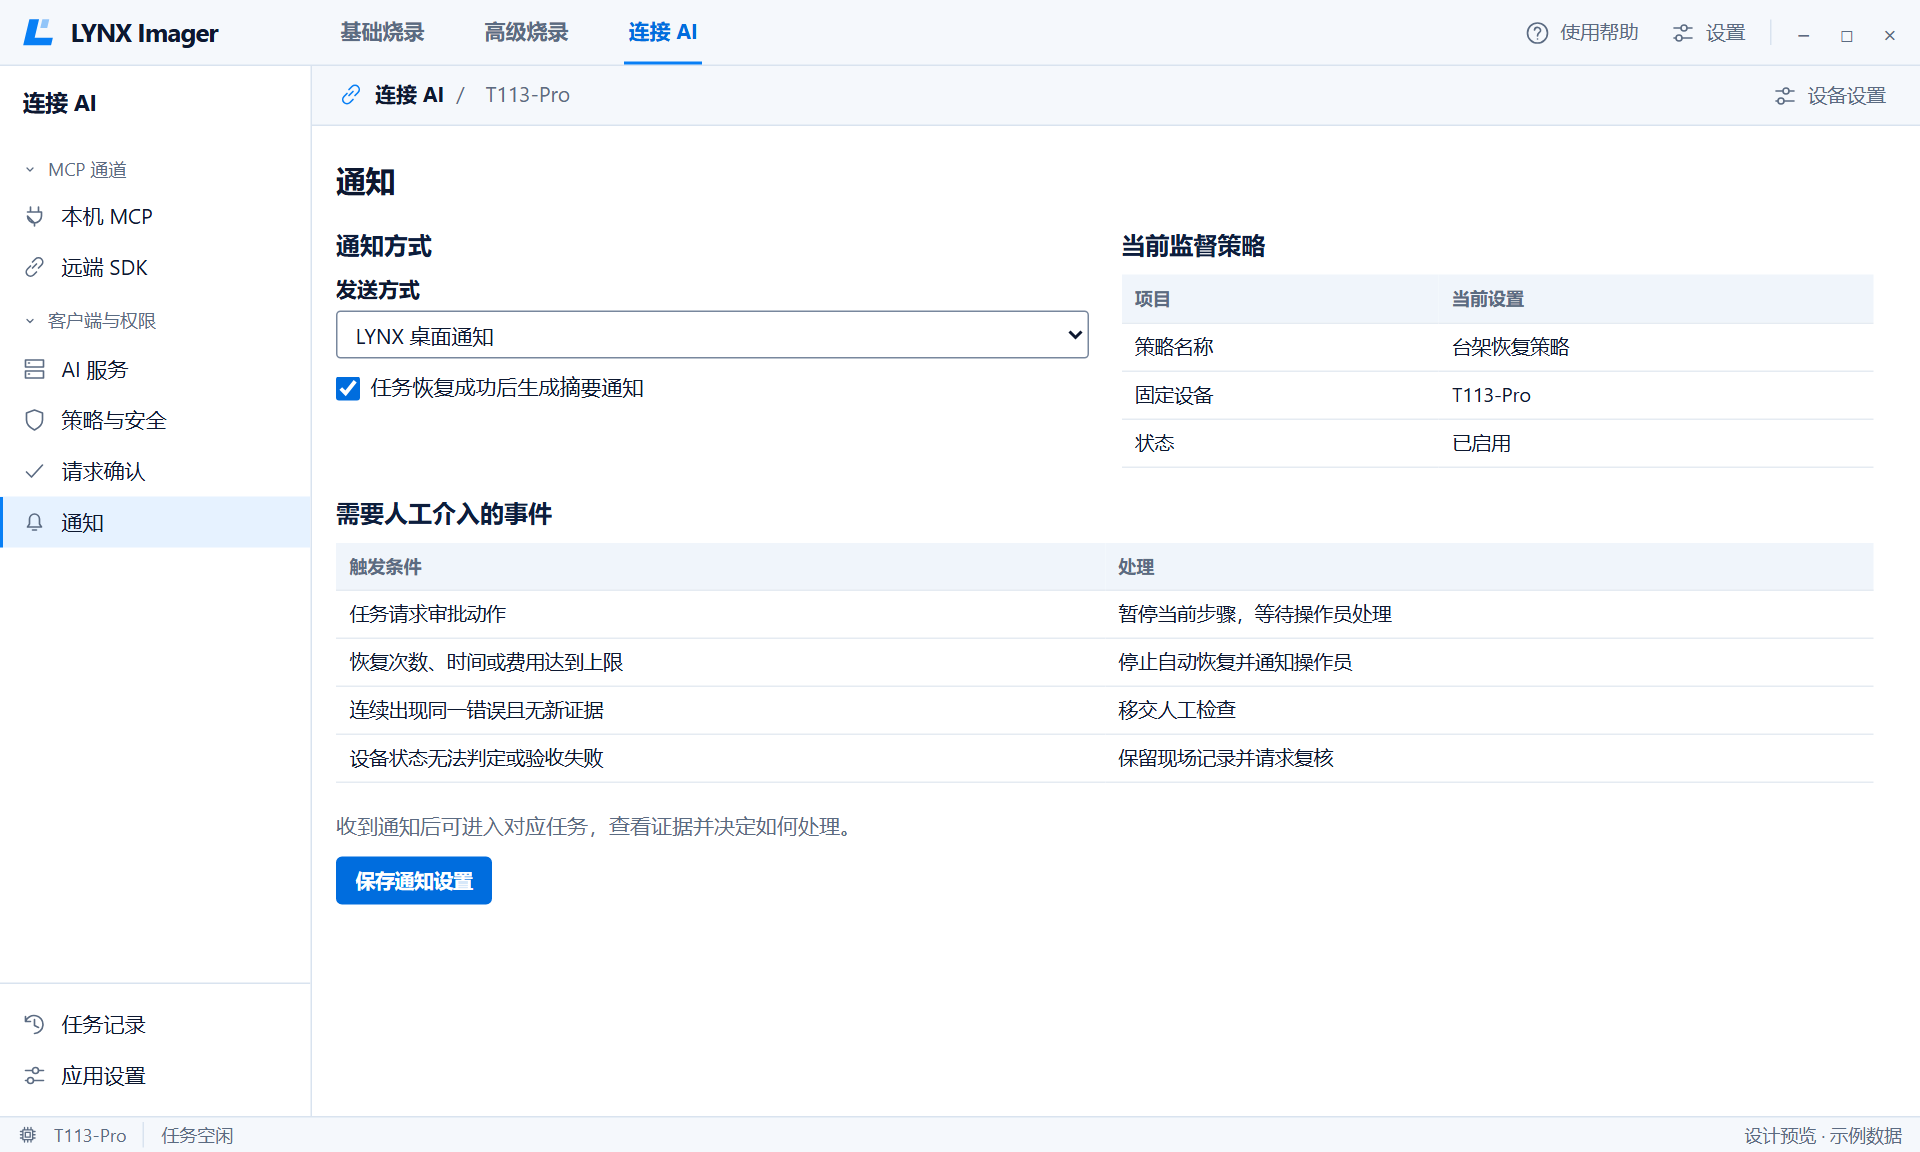 LYNX Imager
基础烧录
高级烧录
连接 AI
使用帮助
设置
连接 AI
MCP 通道
本机 MCP
远端 SDK
客户端与权限
AI 服务
策略与安全
请求确认
通知
任务记录
应用设置
连接 AI / T113-Pro
设备设置
通知
通知方式
发送方式
LYNX 桌面通知
任务恢复成功后生成摘要通知
当前监督策略
项目 当前设置
策略名称 台架恢复策略
固定设备 T113-Pro
状态 已启用
需要人工介入的事件
触发条件 处理
任务请求审批动作 暂停当前步骤，等待操作员处理
恢复次数、时间或费用达到上限 停止自动恢复并通知操作员
连续出现同一错误且无新证据 移交人工检查
设备状态无法判定或验收失败 保留现场记录并请求复核
收到通知后可进入对应任务，查看证据并决定如何处理。
保存通知设置
T113-Pro
任务空闲
设计预览 · 示例数据